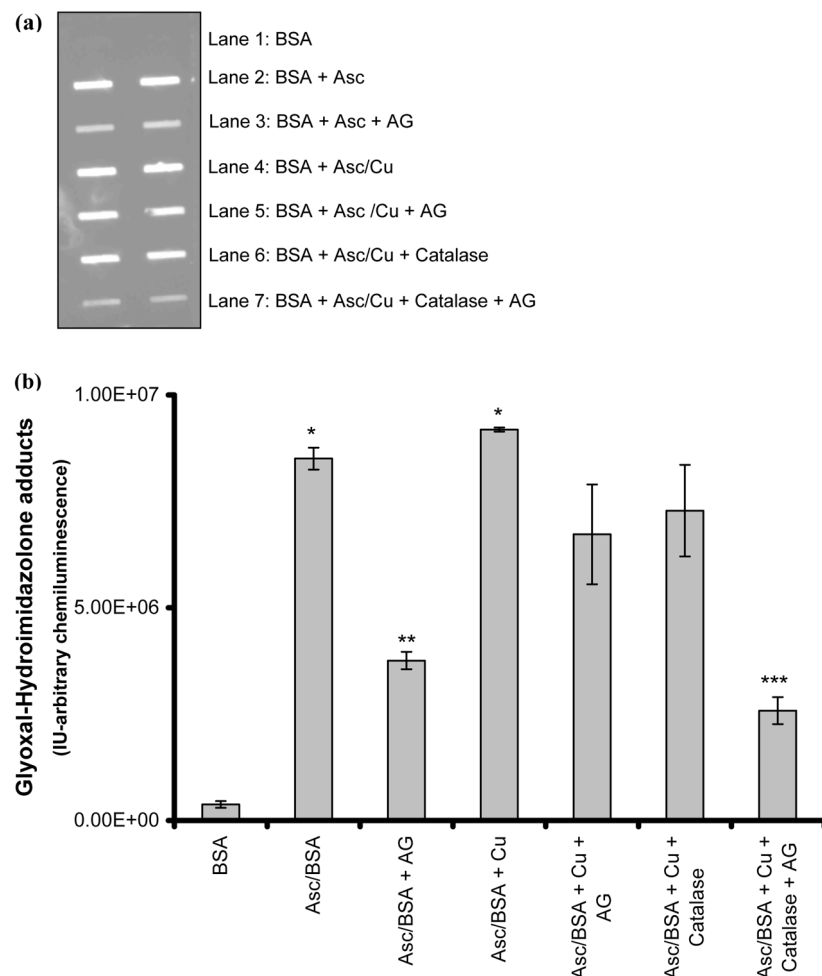 (a)
Lane 1: BSA
Lane 2: BSA + Asc
Lane 3: BSA + Asc + AG
Lane 4: BSA + Asc/Cu
Lane 5: BSA + Asc /Cu + AG
Lane 6: BSA + Asc/Cu + Catalase
Lane 7: BSA + Asc/Cu + Catalase + AG
(b)
Glyoxal-Hydroimidazolone adducts
(IU-arbitrary chemiluminescence)
1.00E+07
5.00E+06
0.00E+00
*
**
*
***
BSA
Asc/BSA
Asc/BSA + AG
Asc/BSA + Cu
Asc/BSA + Cu +
AG
Asc/BSA + Cu +
Catalase
Asc/BSA + Cu +
Catalase + AG